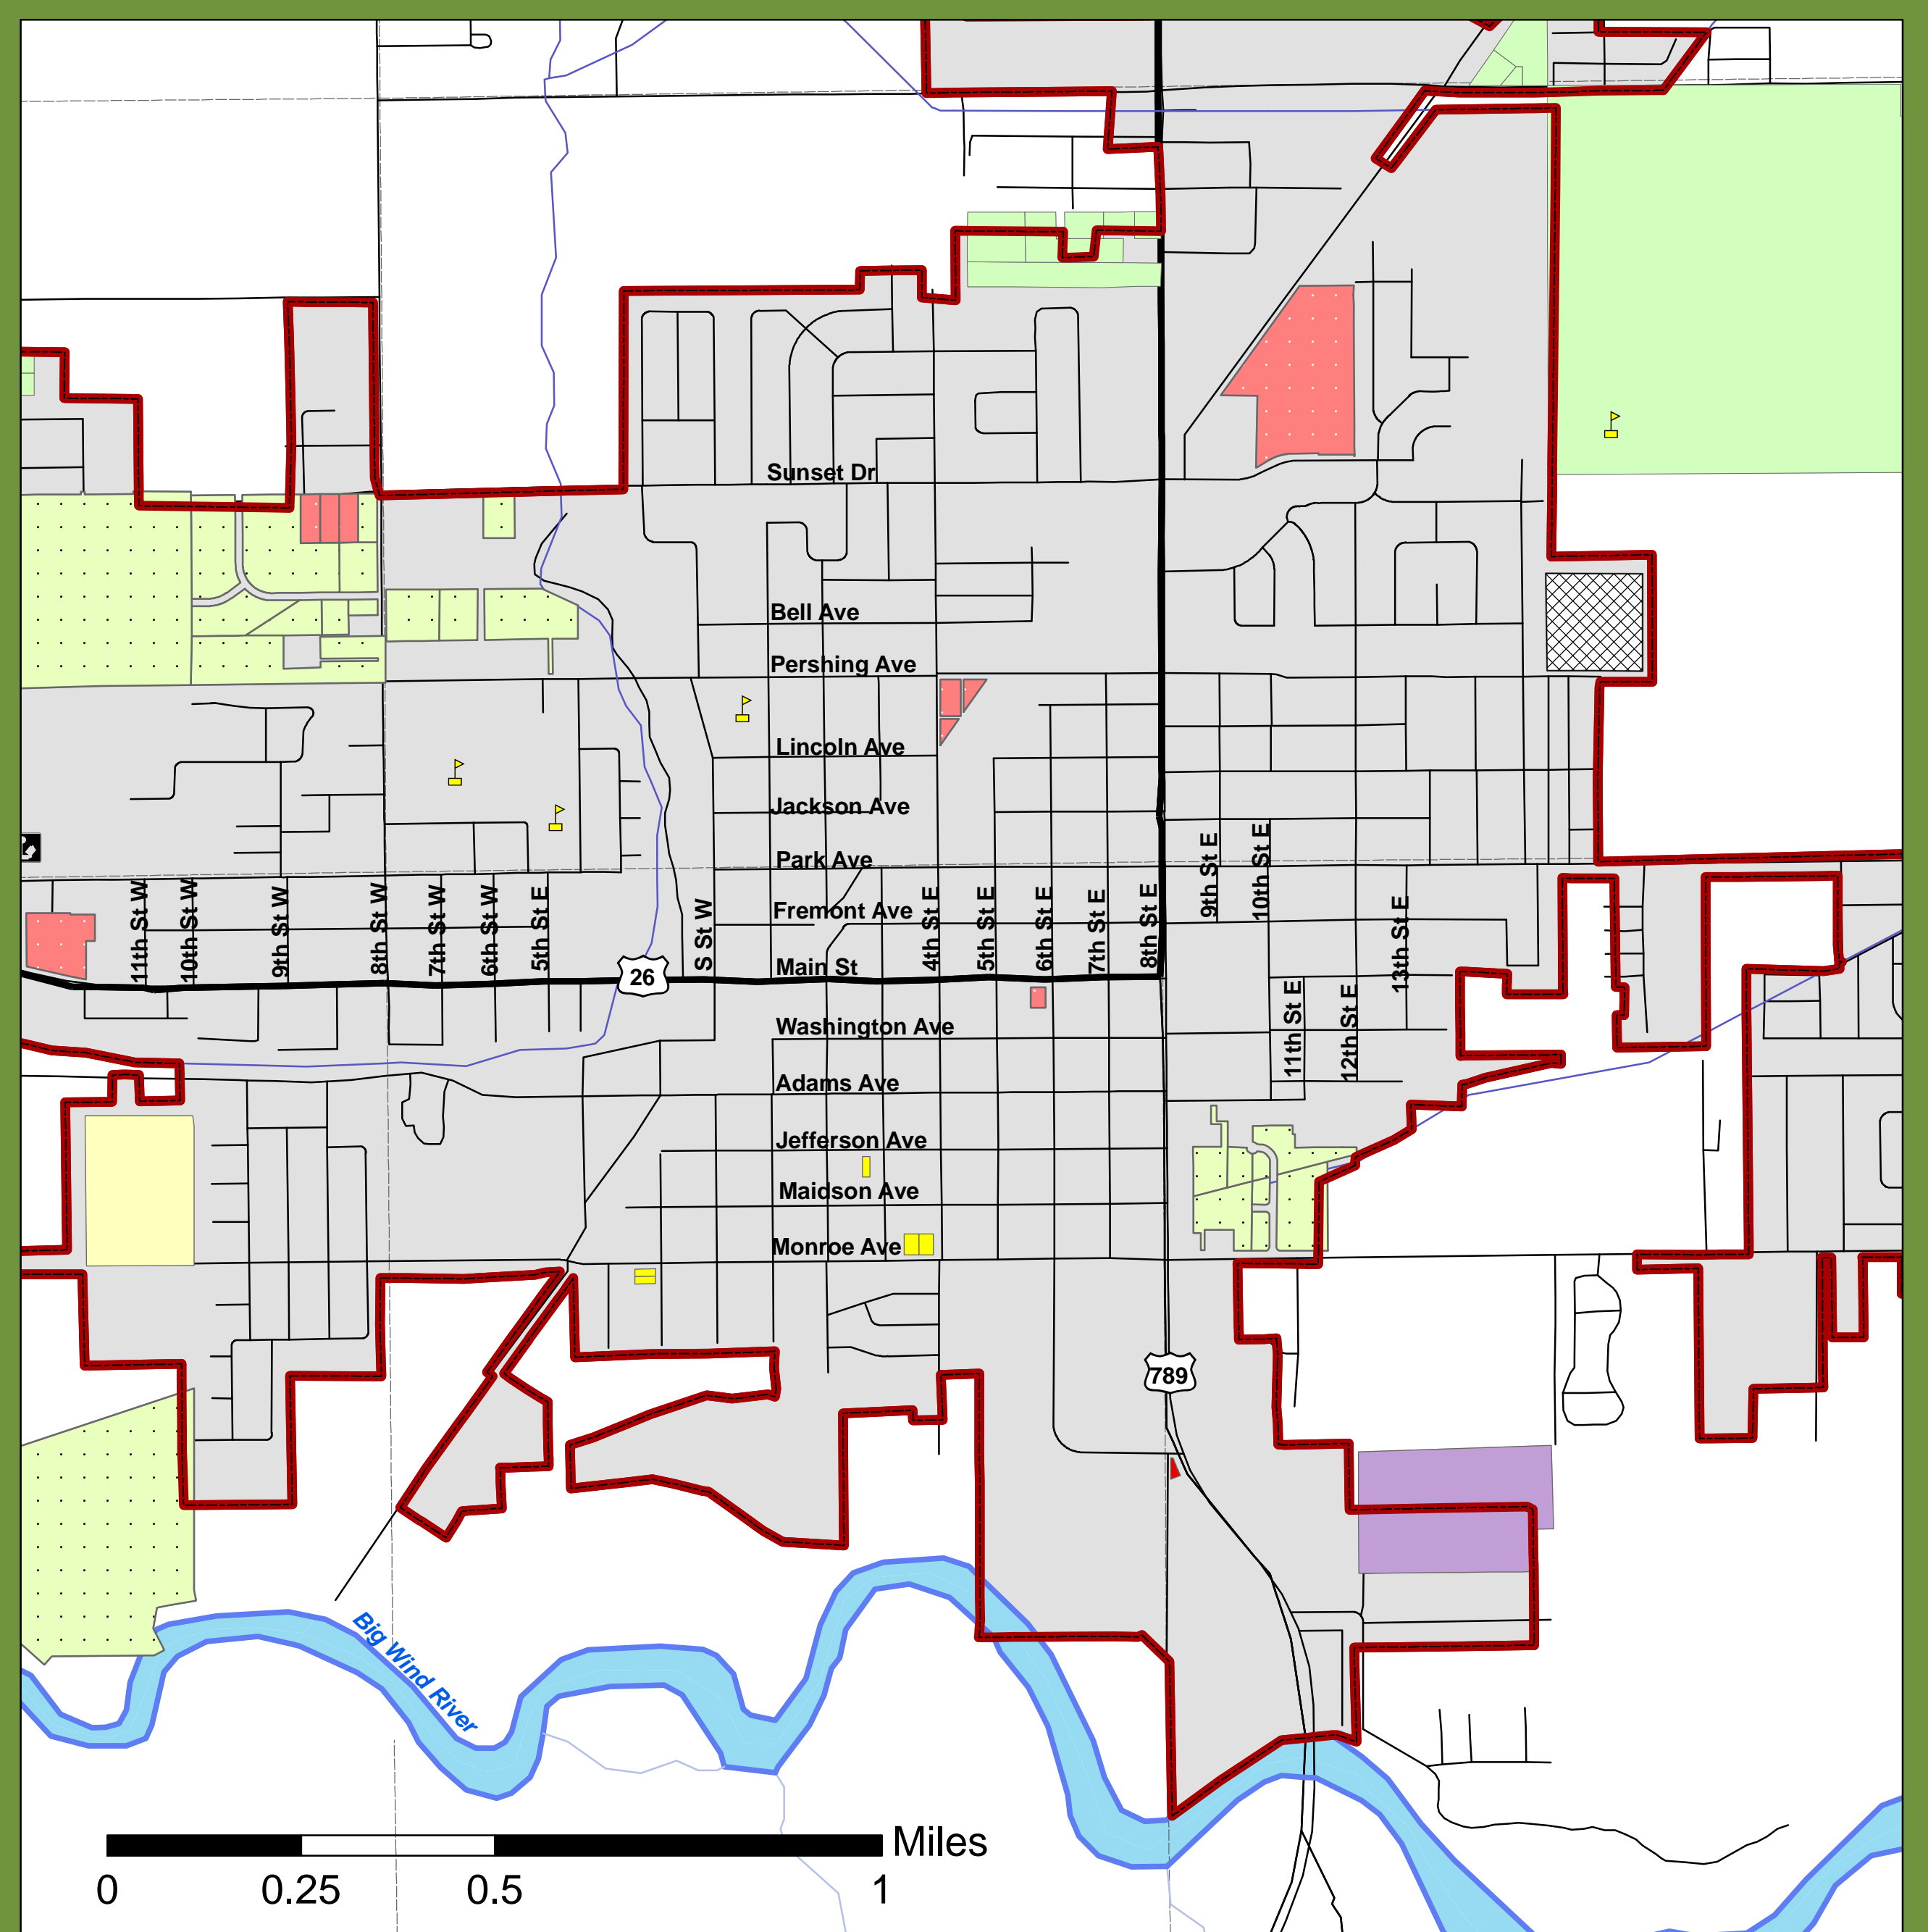 Sunset Dr
Bell Ave
Pershing Ave
Lincoln Ave
Jackson Ave
Park Ave
9th St E
10th St E
11th St W
10th St W
9th St W
8th St W
7th St W
6th St W
5th St E
S St W
Fremont Ave
4th St E
5th St E
6th St E
7th St E
8th St E
13th St E
Main St
26
11th St E
12th St E
Washington Ave
Adams Ave
Jefferson Ave
Maidson Ave
Monroe Ave
789
Big Wind River
Miles
0 0.25 0.5 1